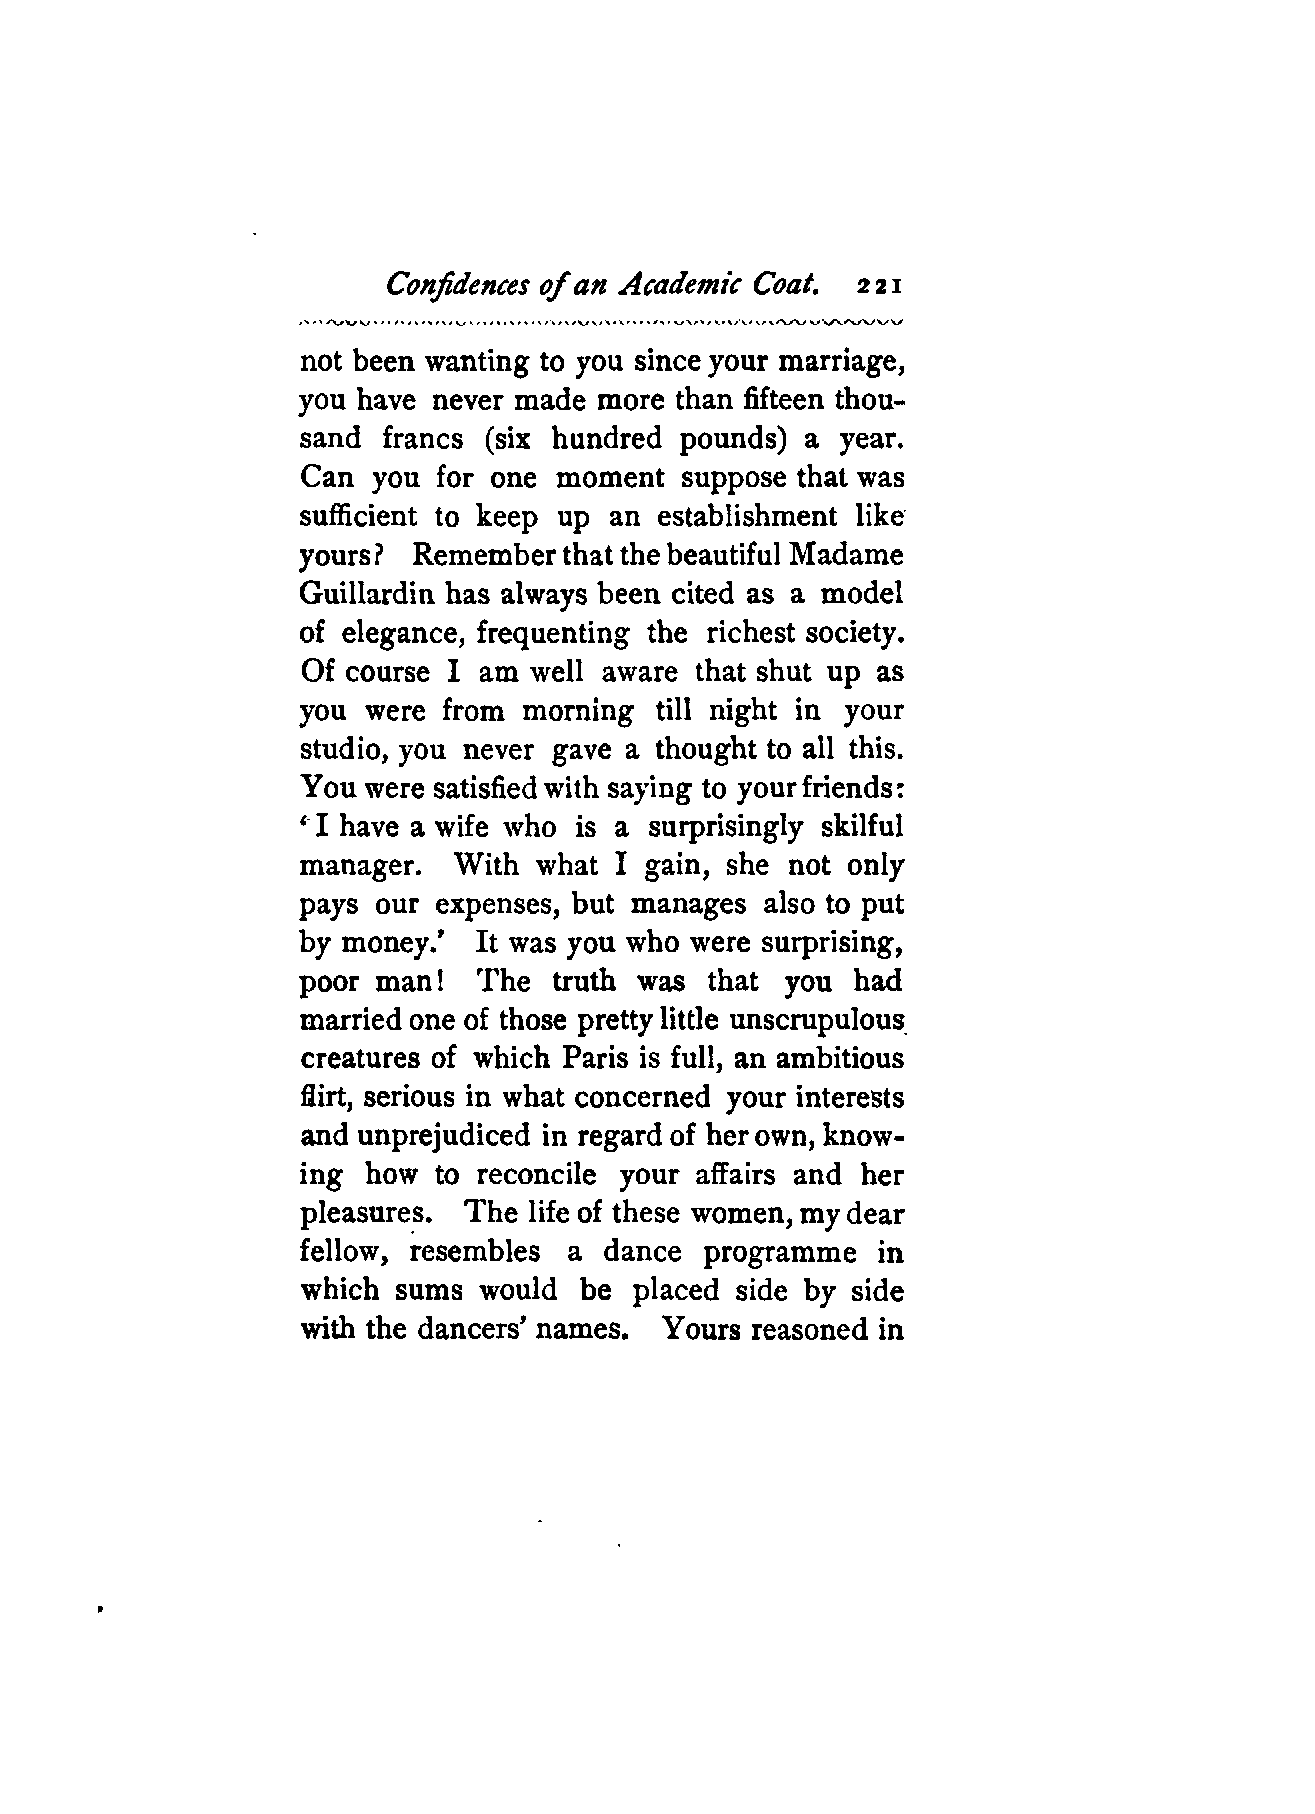 Confidences of an Academic Coat. 221
not been wanting to you since your marriage,
you have never made more than fifteen thou-
sand francs (six hundred pounds) a year.
Can you for one moment suppose that was
sufficient to keep up an establishment like
yours? Remember that the beautiful Madame
Guillardin has always been cited as a model
of elegance, frequenting the richest society.
Of course I am well aware that shut up as
you were from morning till night in your
studio, you never gave a thought to all this.
You were satisfied with saying to your friends:
‘I have a wife who is a surprisingly skilful
manager. With what I gain, she not only
pays our expenses, but manages also to put
by money.’ It was you who were surprising,
poor man! The truth was that you had
married one of those pretty little unscrupulous
creatures of which Paris is full, an ambitious
flirt, serious in what concerned your interests
and unprejudiced in regard of her own, know-
ing how to reconcile your affairs and her
pleasures. The life of these women, my dear
fellow, resembles a dance programme in
which sums would be placed side by side
with the dancers’ names. Yours reasoned in